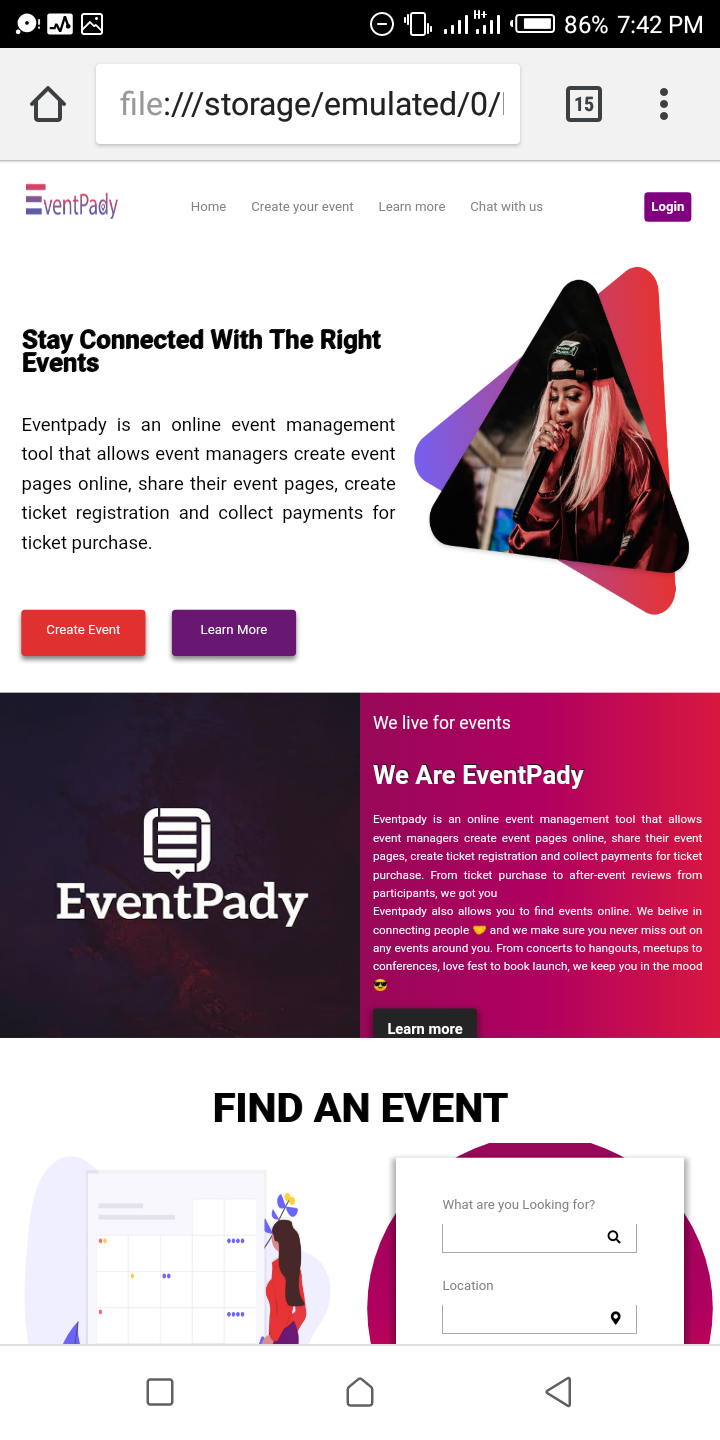 H+
86% 7:42 PM
file:///storage/emulated/0/
15
EventPady
Home Create your event Learn more Chat with us Login
Stay Connected With The Right
Events
Eventpady is an online event management
tool that allows event managers create event
pages online, share their event pages, create
ticket registration and collect payments for
ticket purchase.
Create Event Learn More
EventPady
We live for events
We Are EventPady
Eventpady is an online event management tool that allows
event managers create event pages online, share their event
pages, create ticket registration and collect payments for ticket
purchase. From ticket purchase to after-event reviews from
participants, we got you
Eventpady also allows you to find events online. We belive in
connecting people 🤝 and we make sure you never miss out on
any events around you. From concerts to hangouts, meetups to
conferences, love fest to book launch, we keep you in the mood
😎
Learn more
FIND AN EVENT
What are you Looking for?
Location